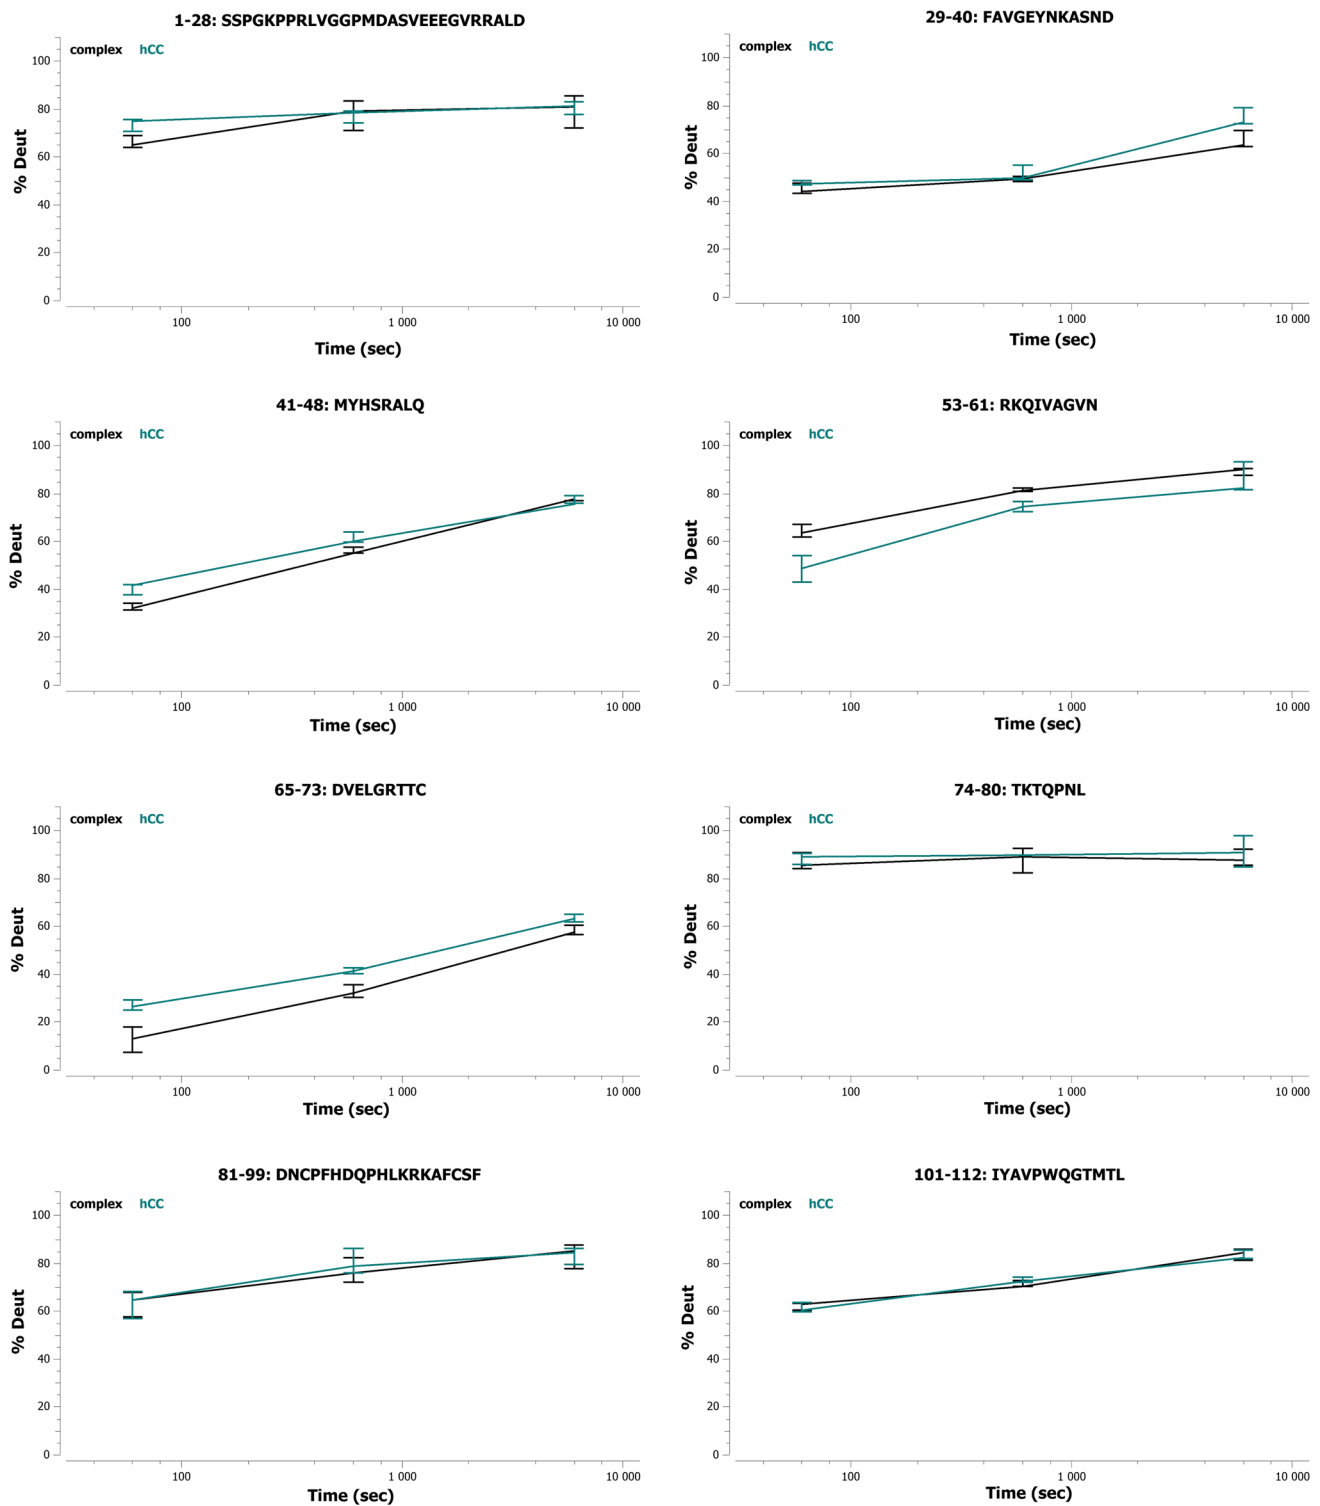 1-28: SSPGKPPRLVGGPMDASVEEEGVRRALD
complex hCC
% Deut
100
80
60
40
20
0
100 1 000 10 000
Time (sec)
29-40: FAVGEYNKASND
complex hCC
% Deut
100
80
60
40
20
0
100 1 000 10 000
Time (sec)
41-48: MYHSRALQ
complex hCC
% Deut
100
80
60
40
20
0
100 1 000 10 000
Time (sec)
53-61: RKQIVAGVN
complex hCC
% Deut
100
80
60
40
20
0
100 1 000 10 000
Time (sec)
65-73: DVELGRTTC
complex hCC
% Deut
100
80
60
40
20
0
100 1 000 10 000
Time (sec)
74-80: TKTQPNL
complex hCC
% Deut
100
80
60
40
20
0
100 1 000 10 000
Time (sec)
81-99: DNCPFHDQPHLKRKAFCSF
complex hCC
% Deut
100
80
60
40
20
0
100 1 000 10 000
Time (sec)
101-112: IYAVPWQGTMTL
complex hCC
% Deut
100
80
60
40
20
0
100 1 000 10 000
Time (sec)